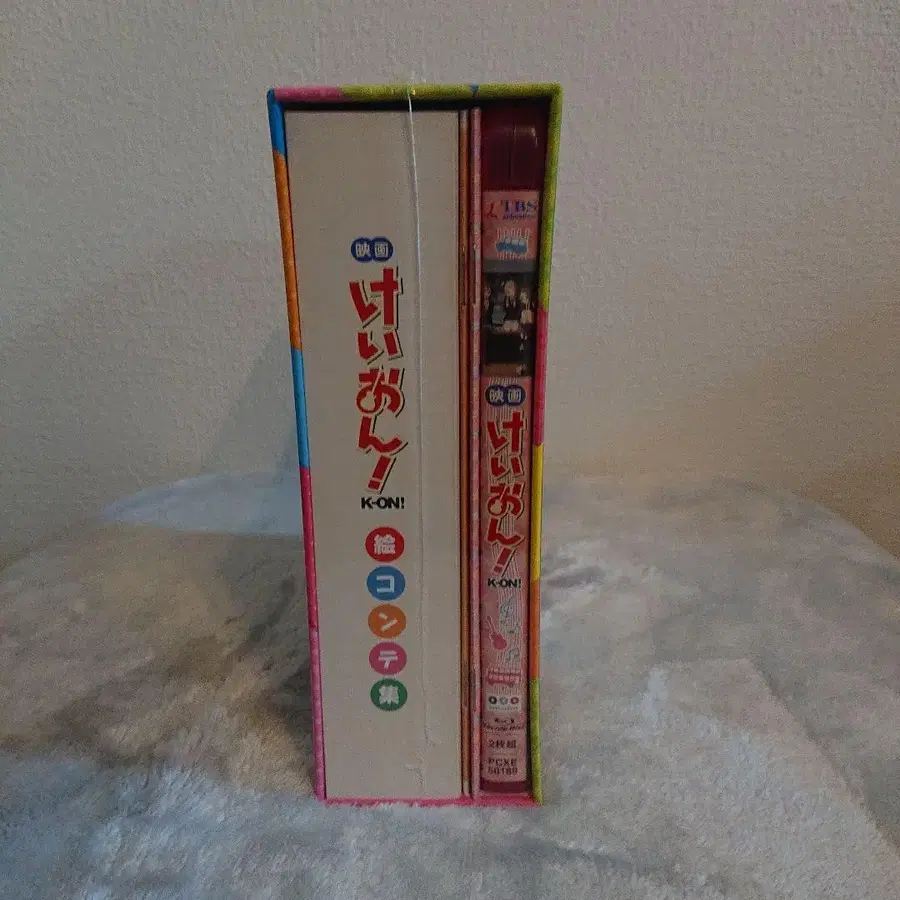 映画
けいおん!
K-ON!
絵コンテ集
TBS
映画
けいおん!
K-ON!
2枚組
PCXE
50189